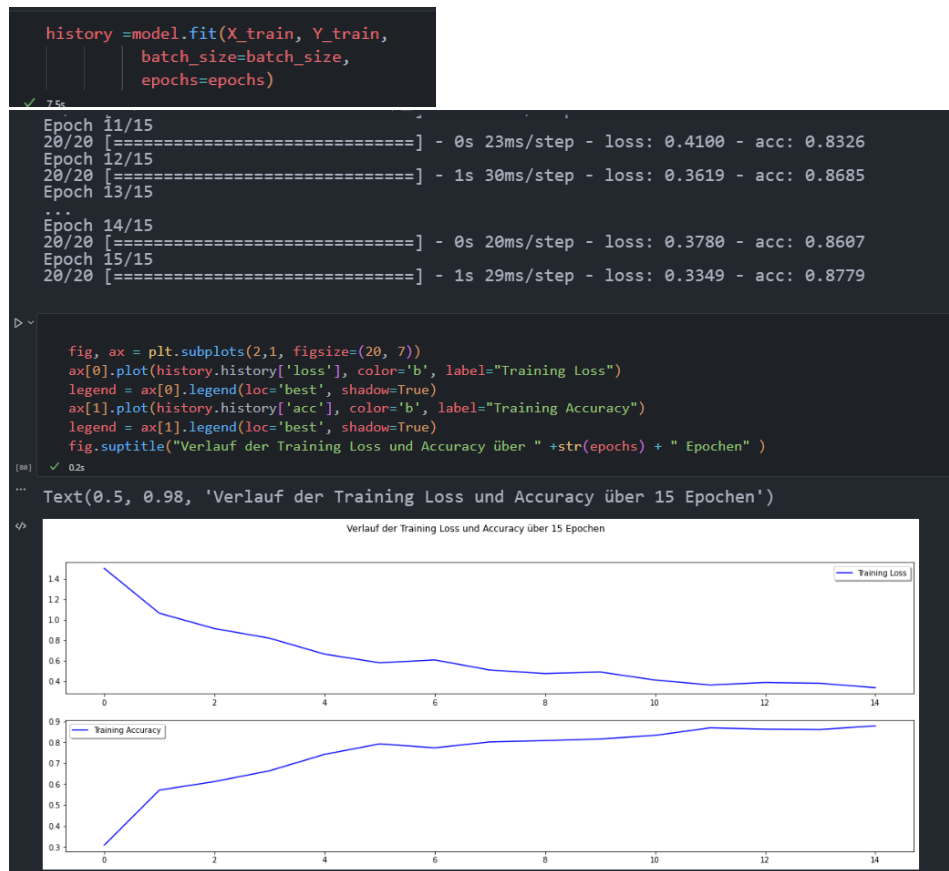 history =model.fit(X_train, Y_train,
batch_size=batch_size,
epochs=epochs)
7.5s
Epoch 11/15
20/20 [==============================] - 0s 23ms/step - loss: 0.4100 - acc: 0.8326
Epoch 12/15
20/20 [==============================] - 1s 30ms/step - loss: 0.3619 - acc: 0.8685
Epoch 13/15
...
Epoch 14/15
20/20 [==============================] - 0s 20ms/step - loss: 0.3780 - acc: 0.8607
Epoch 15/15
20/20 [==============================] - 1s 29ms/step - loss: 0.3349 - acc: 0.8779
fig, ax = plt.subplots(2,1, figsize=(20, 7))
ax[0].plot(history.history['loss'], color='b', label="Training Loss")
legend = ax[0].legend(loc='best', shadow=True)
ax[1].plot(history.history['acc'], color='b', label="Training Accuracy")
legend = ax[1].legend(loc='best', shadow=True)
fig.suptitle("Verlauf der Training Loss und Accuracy über " +str(epochs) + " Epochen" )
[80]
0.2s
...
Text(0.5, 0.98, 'Verlauf der Training Loss und Accuracy über 15 Epochen')
Verlauf der Training Loss und Accuracy über 15 Epochen
Training Loss
1.4
1.2
1.0
0.8
0.6
0.4
0 2 4 6 8 10 12 14
Training Accuracy
0.9
0.8
0.7
0.6
0.5
0.4
0.3
0 2 4 6 8 10 12 14